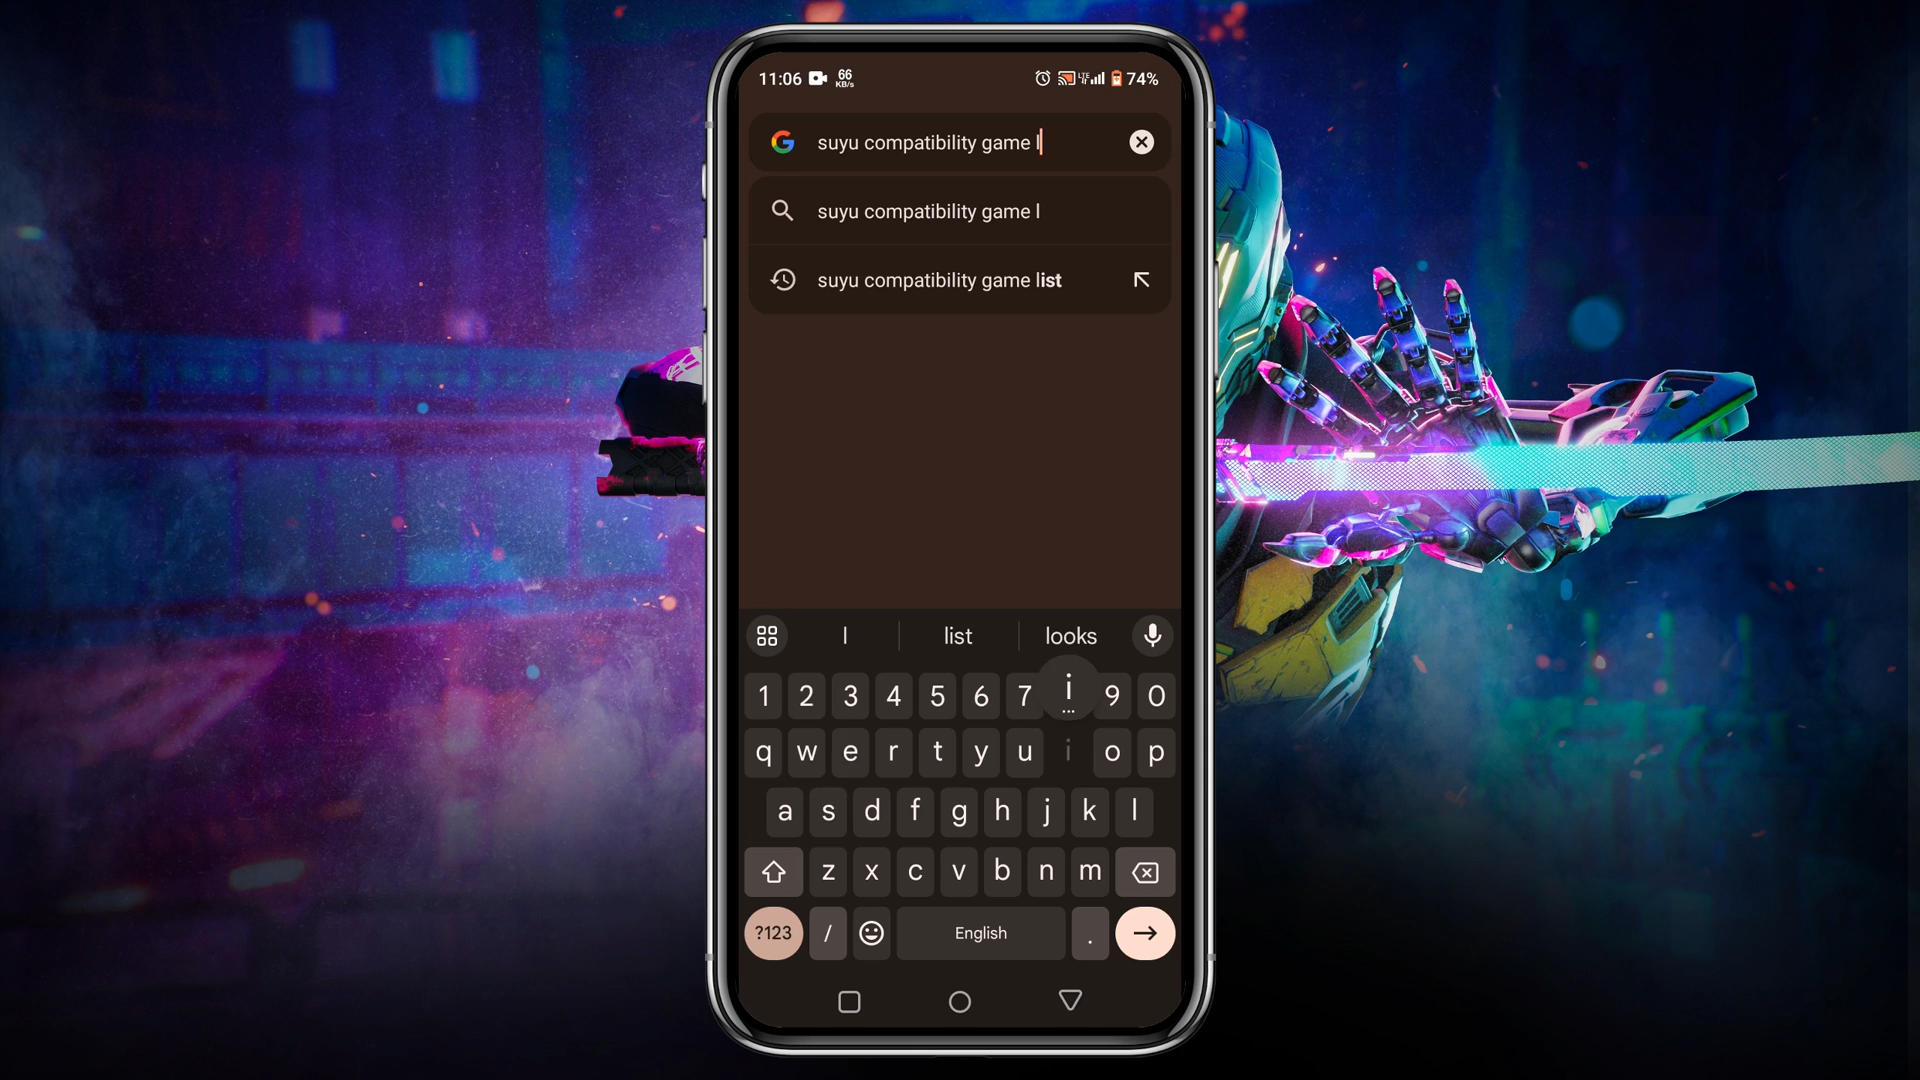 11:06 66 KB/s LTE 74%
suyu compatibility game l
suyu compatibility game l
suyu compatibility game list
l list looks
i
1 2 3 4 5 6 7 9 0
q w e r t y u i o p
a s d f g h j k l
z x c v b n m
?123 / English .